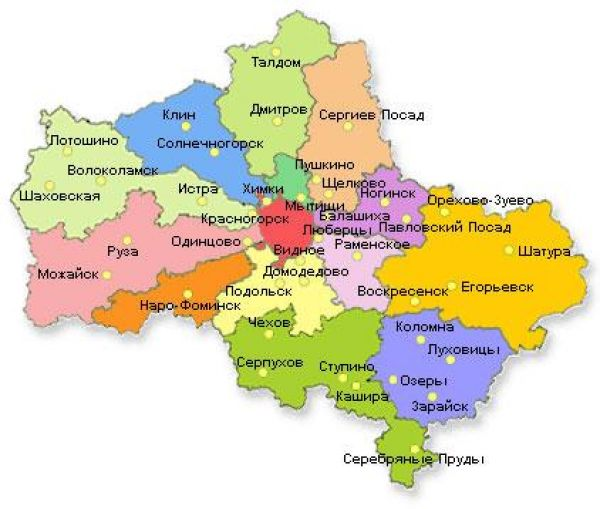 Талдом
Клин
Дмитров
Сергиев Посад
Лотошино
Солнечногорск
Пушкино
Волоколамск
Шаховская
Истра
Химки
Щелково
Ногинск
Мытищи
Орехово-Зуево
Красногорск
Балашиха
Павловский Посад
Люберцы
Руза
Одинцово
Видное
Раменское
Шатура
Можайск
Домодедово
Подольск
Воскресенск
Егорьевск
Наро-Фоминск
Чехов
Коломна
Луховицы
Серпухов
Ступино
Озеры
Кашира
Зарайск
Серебряные Пруды